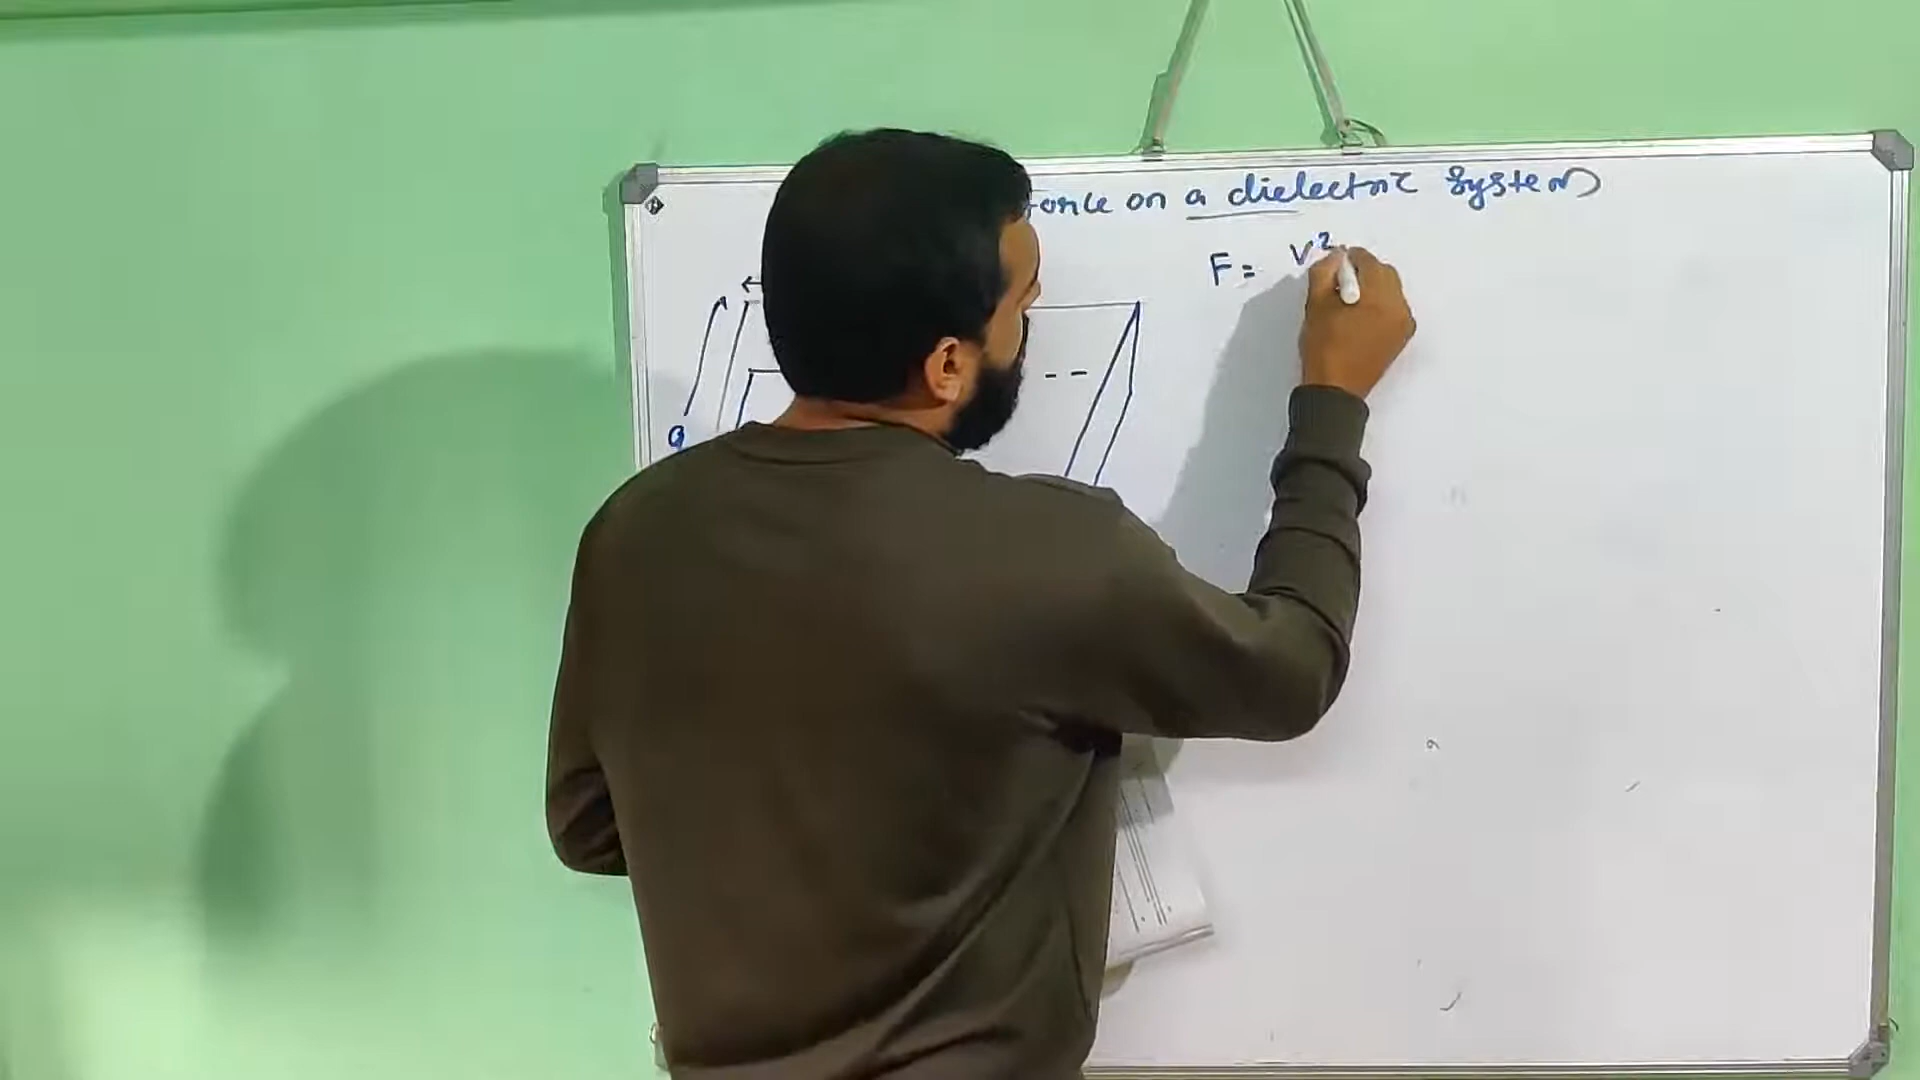 Force on a dielectric system
F = V²
a